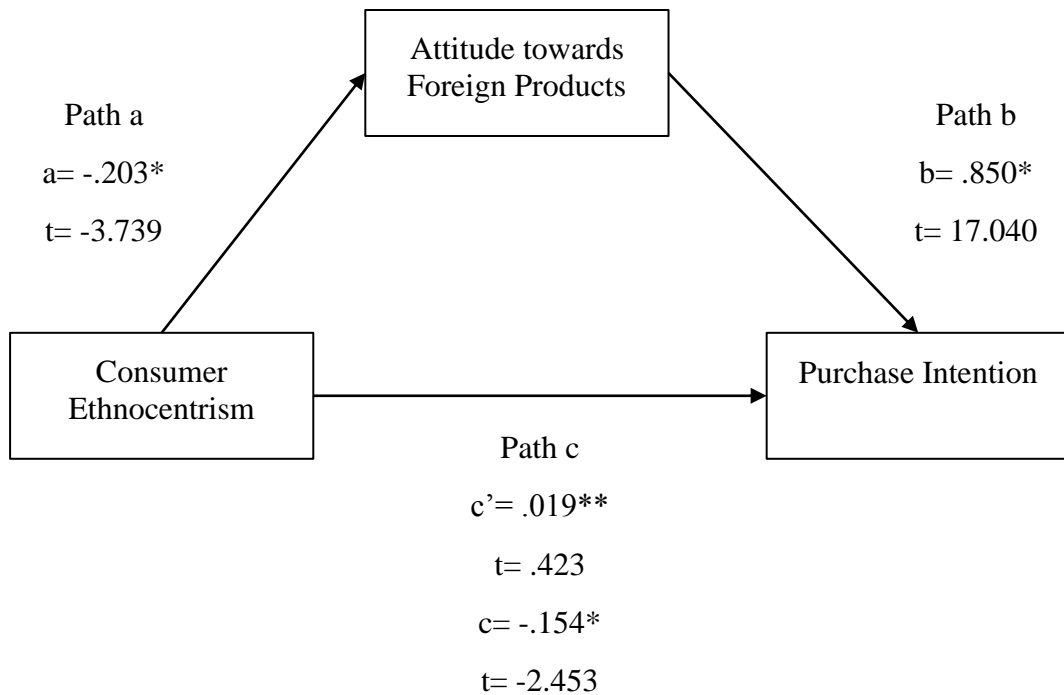 Attitude towards
Foreign Products
Path a
a= -.203*
t= -3.739
Path b
b= .850*
t= 17.040
Consumer
Ethnocentrism
Purchase Intention
Path c
c’= .019**
t= .423
c= -.154*
t= -2.453